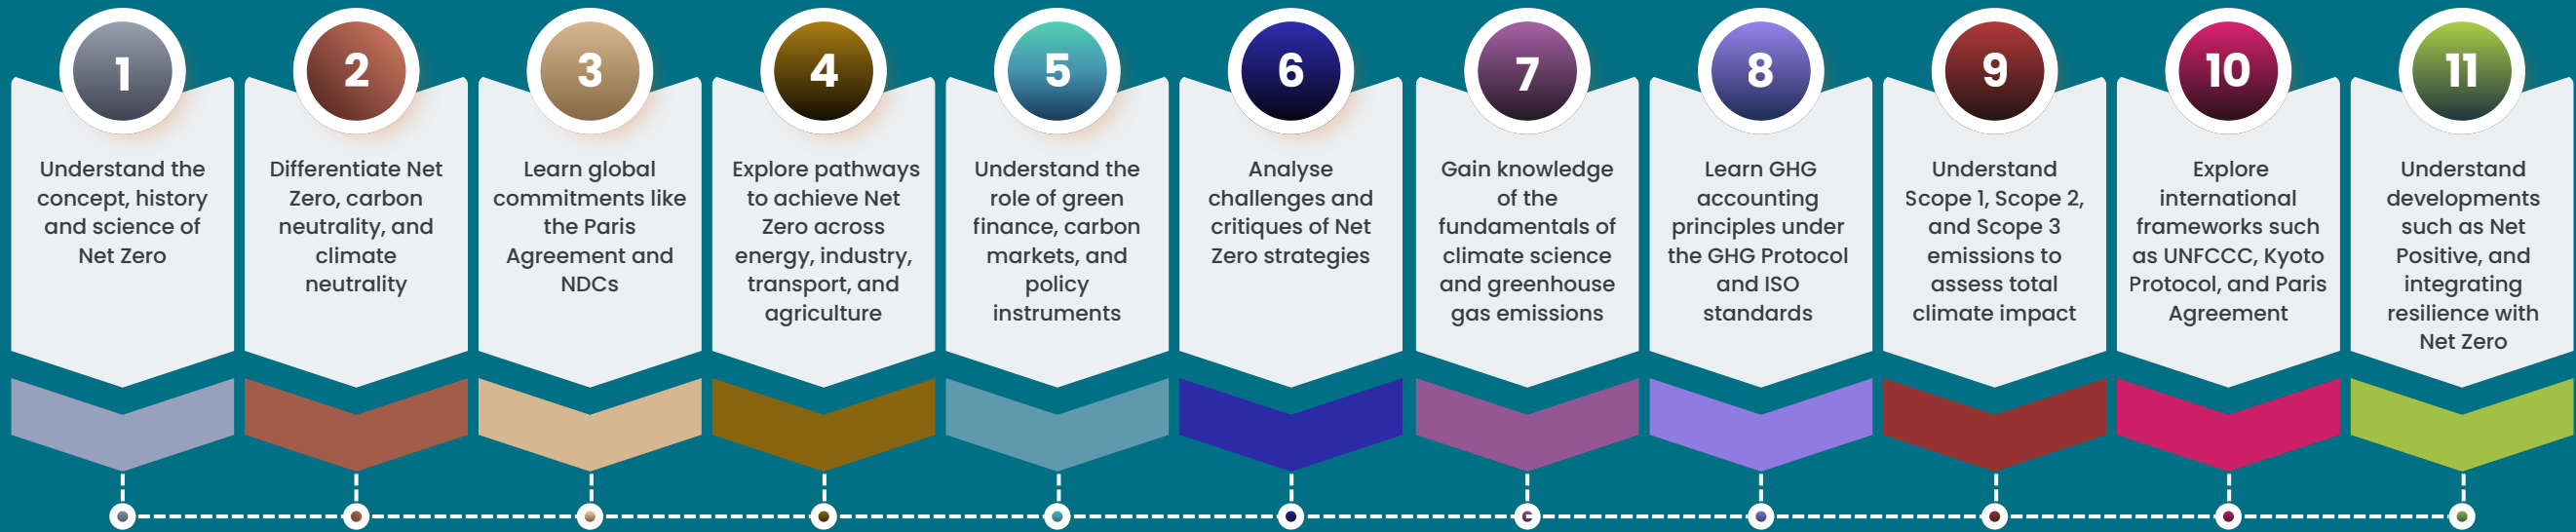 1
Understand the
concept, history
and science of
Net Zero
2
Differentiate Net
Zero, carbon
neutrality, and
climate
neutrality
3
Learn global
commitments like
the Paris
Agreement and
NDCs
4
Explore pathways
to achieve Net
Zero across
energy, industry,
transport, and
agriculture
5
Understand the
role of green
finance, carbon
markets, and
policy
instruments
6
Analyse
challenges and
critiques of Net
Zero strategies
7
Gain knowledge
of the
fundamentals of
climate science
and greenhouse
gas emissions
8
Learn GHG
accounting
principles under
the GHG Protocol
and ISO
standards
9
Understand
Scope 1, Scope 2,
and Scope 3
emissions to
assess total
climate impact
10
Explore
international
frameworks such
as UNFCCC, Kyoto
Protocol, and Paris
Agreement
11
Understand
developments
such as Net
Positive, and
integrating
resilience with
Net Zero